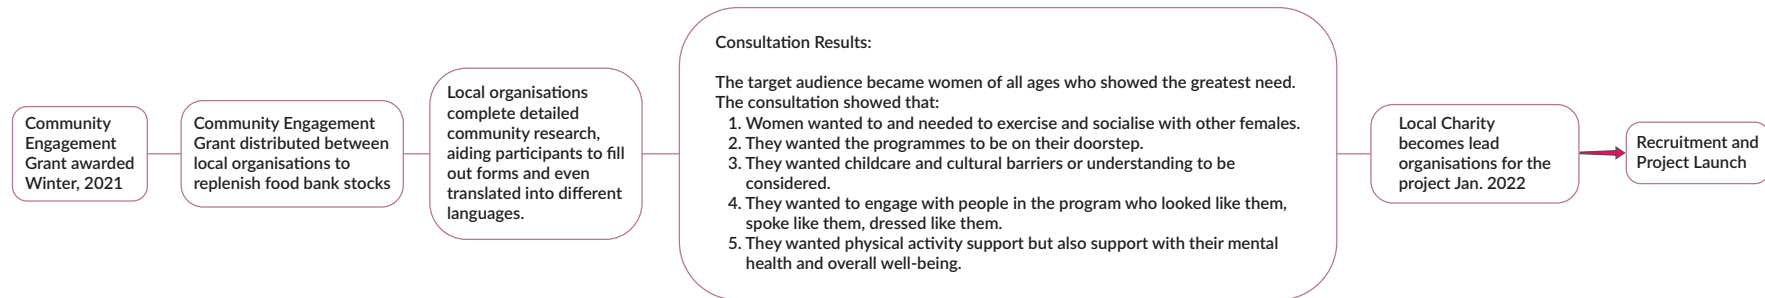 Community
Engagement
Grant awarded
Winter, 2021
Community Engagement
Grant distributed between
local organisations to
replenish food bank stocks
Local organisations
complete detailed
community research,
aiding participants to fill
out forms and even
translated into different
languages.
Consultation Results:
The target audience became women of all ages who showed the greatest need.
The consultation showed that:
1. Women wanted to and needed to exercise and socialise with other females.
2. They wanted the programmes to be on their doorstep.
3. They wanted childcare and cultural barriers or understanding to be
considered.
4. They wanted to engage with people in the program who looked like them,
spoke like them, dressed like them.
5. They wanted physical activity support but also support with their mental
health and overall well-being.
Local Charity
becomes lead
organisations for the
project Jan. 2022
Recruitment and
Project Launch